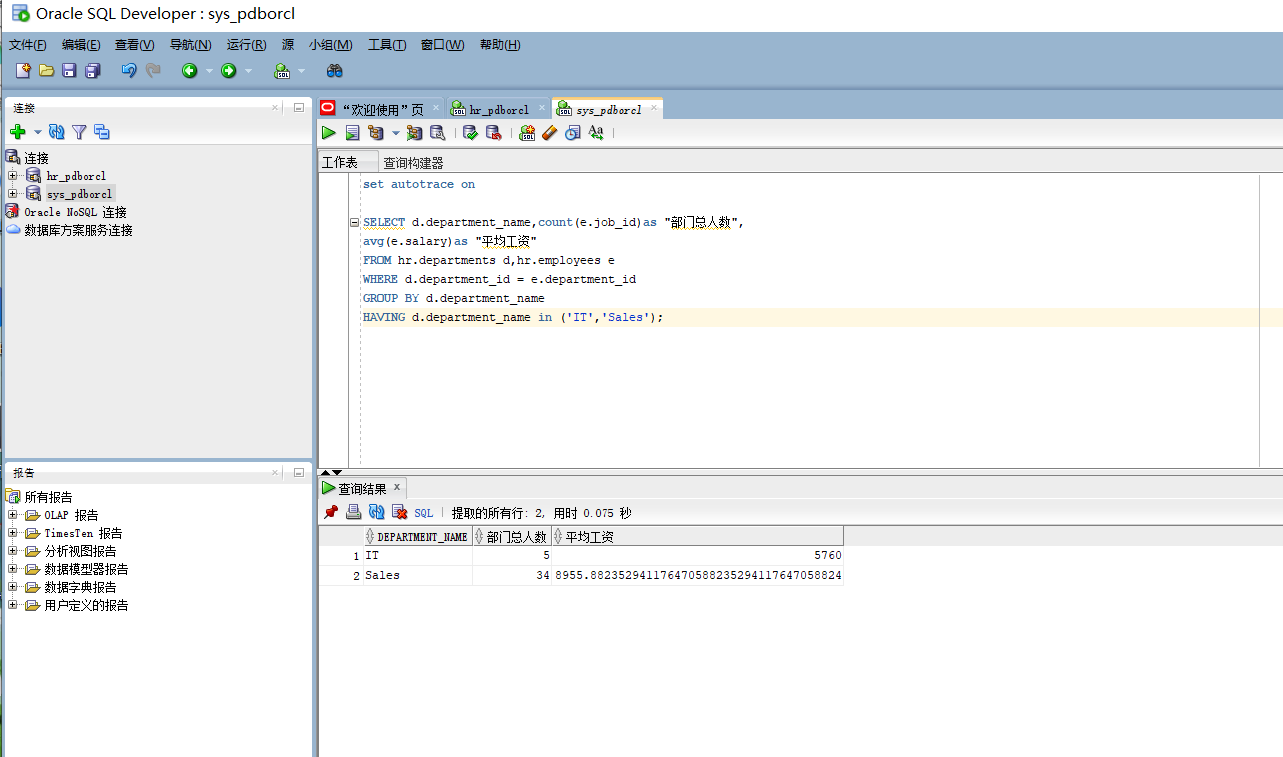 Oracle SQL Developer : sys_pdborcl
文件(F) 编辑(E) 查看(V) 导航(N) 运行(R) 源 小组(M) 工具(T) 窗口(W) 帮助(H)
连接
连接
hr_pdborcl
sys_pdborcl
Oracle NoSQL 连接
数据库方案服务连接
报告
所有报告
OLAP 报告
TimesTen 报告
分析视图报告
数据模型器报告
数据字典报告
用户定义的报告
“欢迎使用”页 hr_pdborcl sys_pdborcl
工作表 查询构建器
set autotrace on
SELECT d.department_name,count(e.job_id)as "部门总人数",
avg(e.salary)as "平均工资"
FROM hr.departments d,hr.employees e
WHERE d.department_id = e.department_id
GROUP BY d.department_name
HAVING d.department_name in ('IT','Sales');
查询结果 x
SQL | 提取的所有行: 2, 用时 0.075 秒
DEPARTMENT_NAME 部门总人数 平均工资
1 IT 5 5760
2 Sales 34 8955.88235294117647058823529411764705882​4